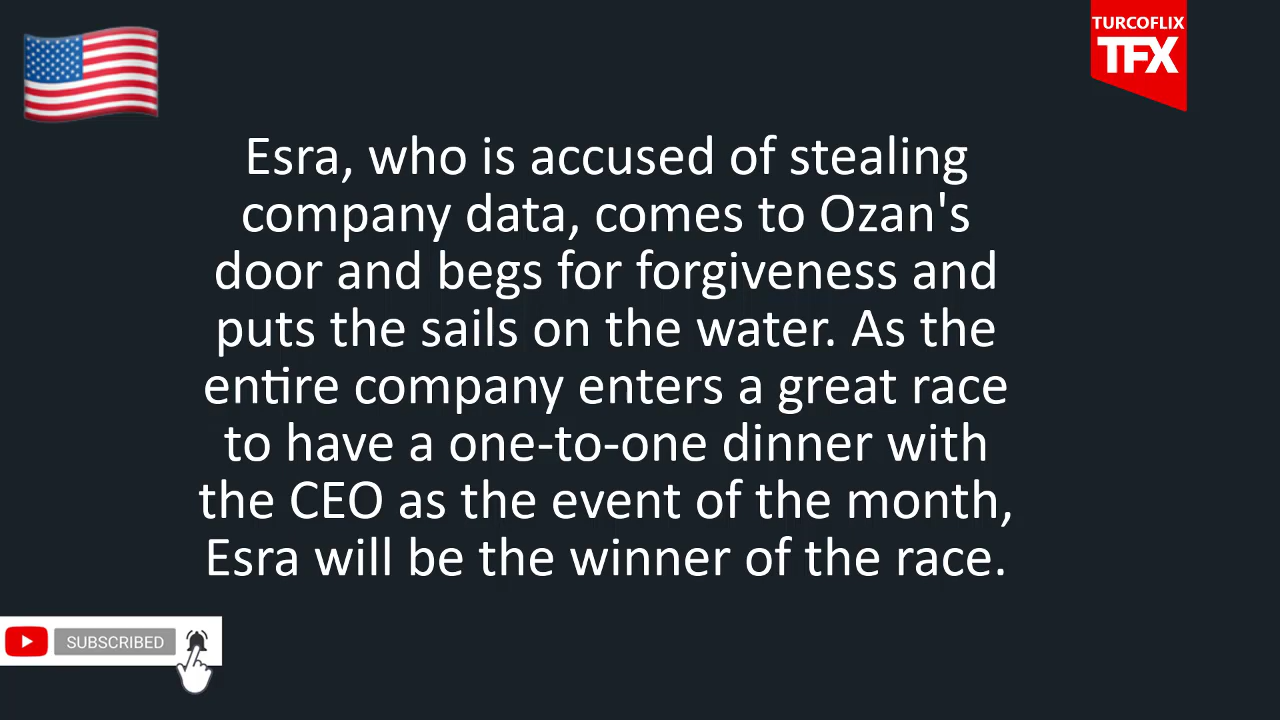 TURCOFLIX
TFX
Esra, who is accused of stealing
company data, comes to Ozan's
door and begs for forgiveness and
puts the sails on the water. As the
entire company enters a great race
to have a one-to-one dinner with
the CEO as the event of the month,
Esra will be the winner of the race.
SUBSCRIBED